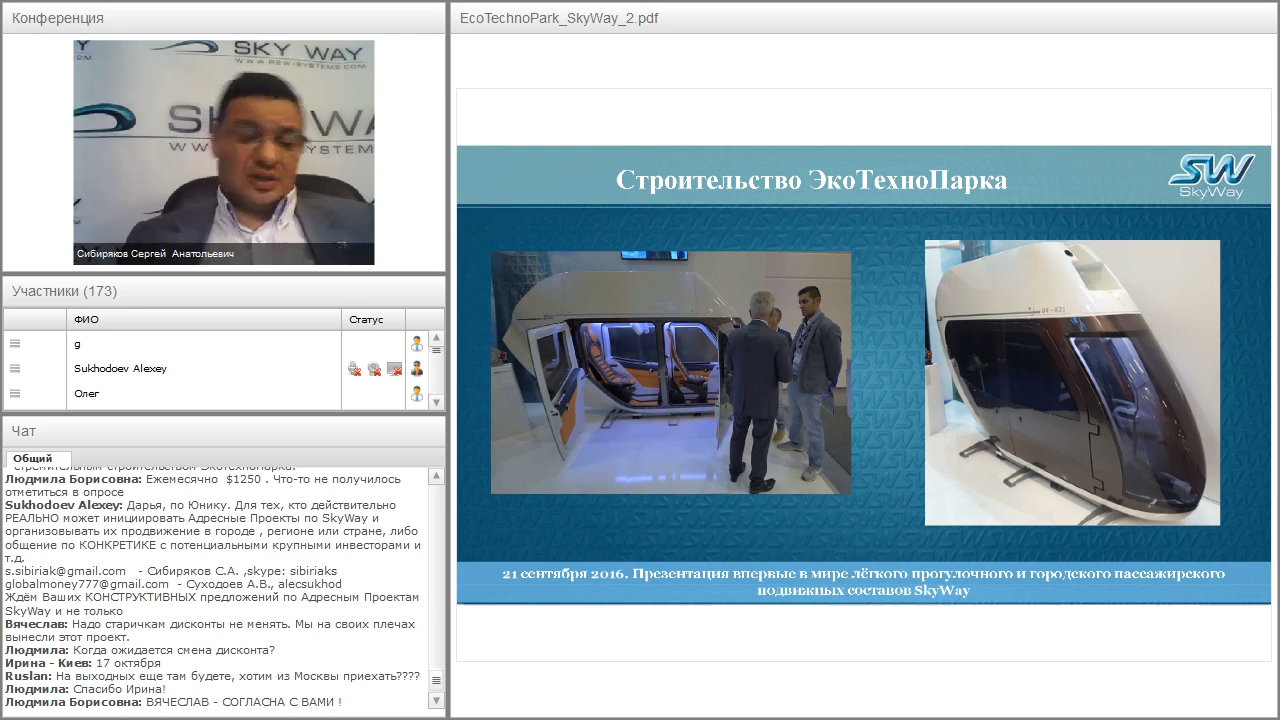 Конференция
SKY WAY
WWW.RSW-SYSTEMS.COM
Сибиряков Сергей Анатольевич
Участники (173)
ФИО Статус
g
Sukhodoev Alexey
Олег
Чат
Общий
стремительным строительством ЭкоТехноПарка.
Людмила Борисовна: Ежемесячно $1250 . Что-то не получилось
отметиться в опросе
Sukhodoev Alexey: Дарья, по Юнику. Для тех, кто действительно
РЕАЛЬНО может инициировать Адресные Проекты по SkyWay и
организовывать их продвижение в городе , регионе или стране, либо
общение по КОНКРЕТИКЕ с потенциальными крупными инвесторами и
т.д.
s.sibiriak@gmail.com - Сибиряков С.А. ,skype: sibiriaks
globalmoney777@gmail.com - Суходоев А.В., alecsukhod
Ждём Ваших КОНСТРУКТИВНЫХ предложений по Адресным Проектам
SkyWay и не только
Вячеслав: Надо старичкам дисконты не менять. Мы на своих плечах
вынесли этот проект.
Людмила: Когда ожидается смена дисконта?
Ирина - Киев: 17 октября
Ruslan: На выходных еще там будете, хотим из Москвы приехать????
Людмила: Спасибо Ирина!
Людмила Борисовна: ВЯЧЕСЛАВ - СОГЛАСНА С ВАМИ !
EcoTechnoPark_SkyWay_2.pdf
Строительство ЭкоТехноПарка
SW
SkyWay
21 сентября 2016. Презентация впервые в мире лёгкого прогулочного и городского пассажирского
подвижных составов SkyWay